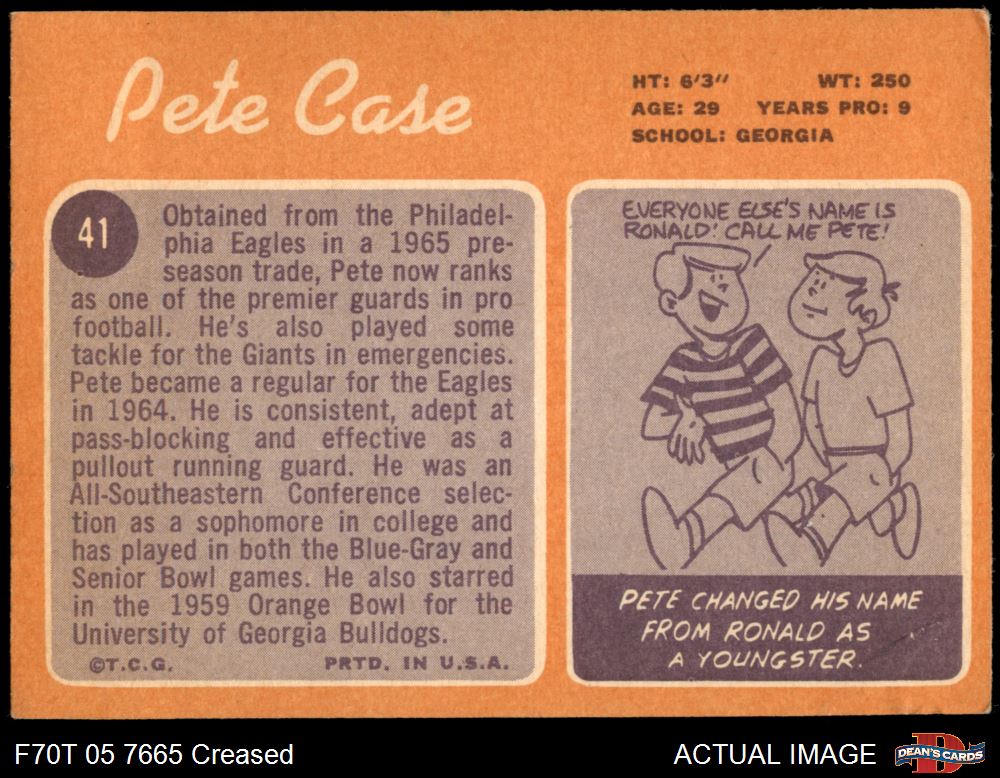 Pete Case
HT: 6'3" WT: 250
AGE: 29 YEARS PRO: 9
SCHOOL: GEORGIA
41
Obtained from the Philadel-
phia Eagles in a 1965 pre-
season trade, Pete now ranks
as one of the premier guards in pro
football. He's also played some
tackle for the Giants in emergencies.
Pete became a regular for the Eagles
in 1964. He is consistent, adept at
pass-blocking and effective as a
pullout running guard. He was an
All-Southeastern Conference selec-
tion as a sophomore in college and
has played in both the Blue-Gray and
Senior Bowl games. He also starred
in the 1959 Orange Bowl for the
University of Georgia Bulldogs.
©T.C.G. PRTD. IN U.S.A.
EVERYONE ELSE'S NAME IS
RONALD! CALL ME PETE!
PETE CHANGED HIS NAME
FROM RONALD AS
A YOUNGSTER.
F70T 05 7665 Creased
ACTUAL IMAGE
DEAN'S CARDS